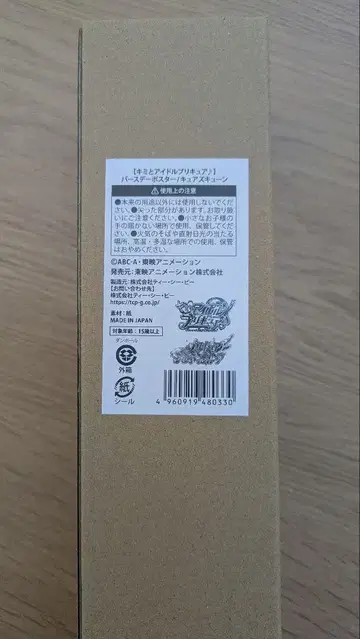 【キミとアイドルプリキュア♪】
バースデーポスター/キュアズキューン
使用上の注意
●本来の用途以外には使用しないでくだ
さい。●尖った部分があります。お取り扱
いにご注意ください。●小さなお子様の
手の届かない場所で使用、保管してくだ
さい。●火気のそばや直射日光の当たる
場所、高温・多湿な場所での使用、保管
はおやめください。
©ABC-A・東映アニメーション
発売元:東映アニメーション株式会社
製造元:株式会社ティー・シー・ピー
【お問い合わせ先】
株式会社ティー・シー・ピー
https://tcp-g.co.jp/
素材:紙
MADE IN JAPAN
対象年齢:15歳以上
ダンボール
外箱
紙
シール
4 960919 480330